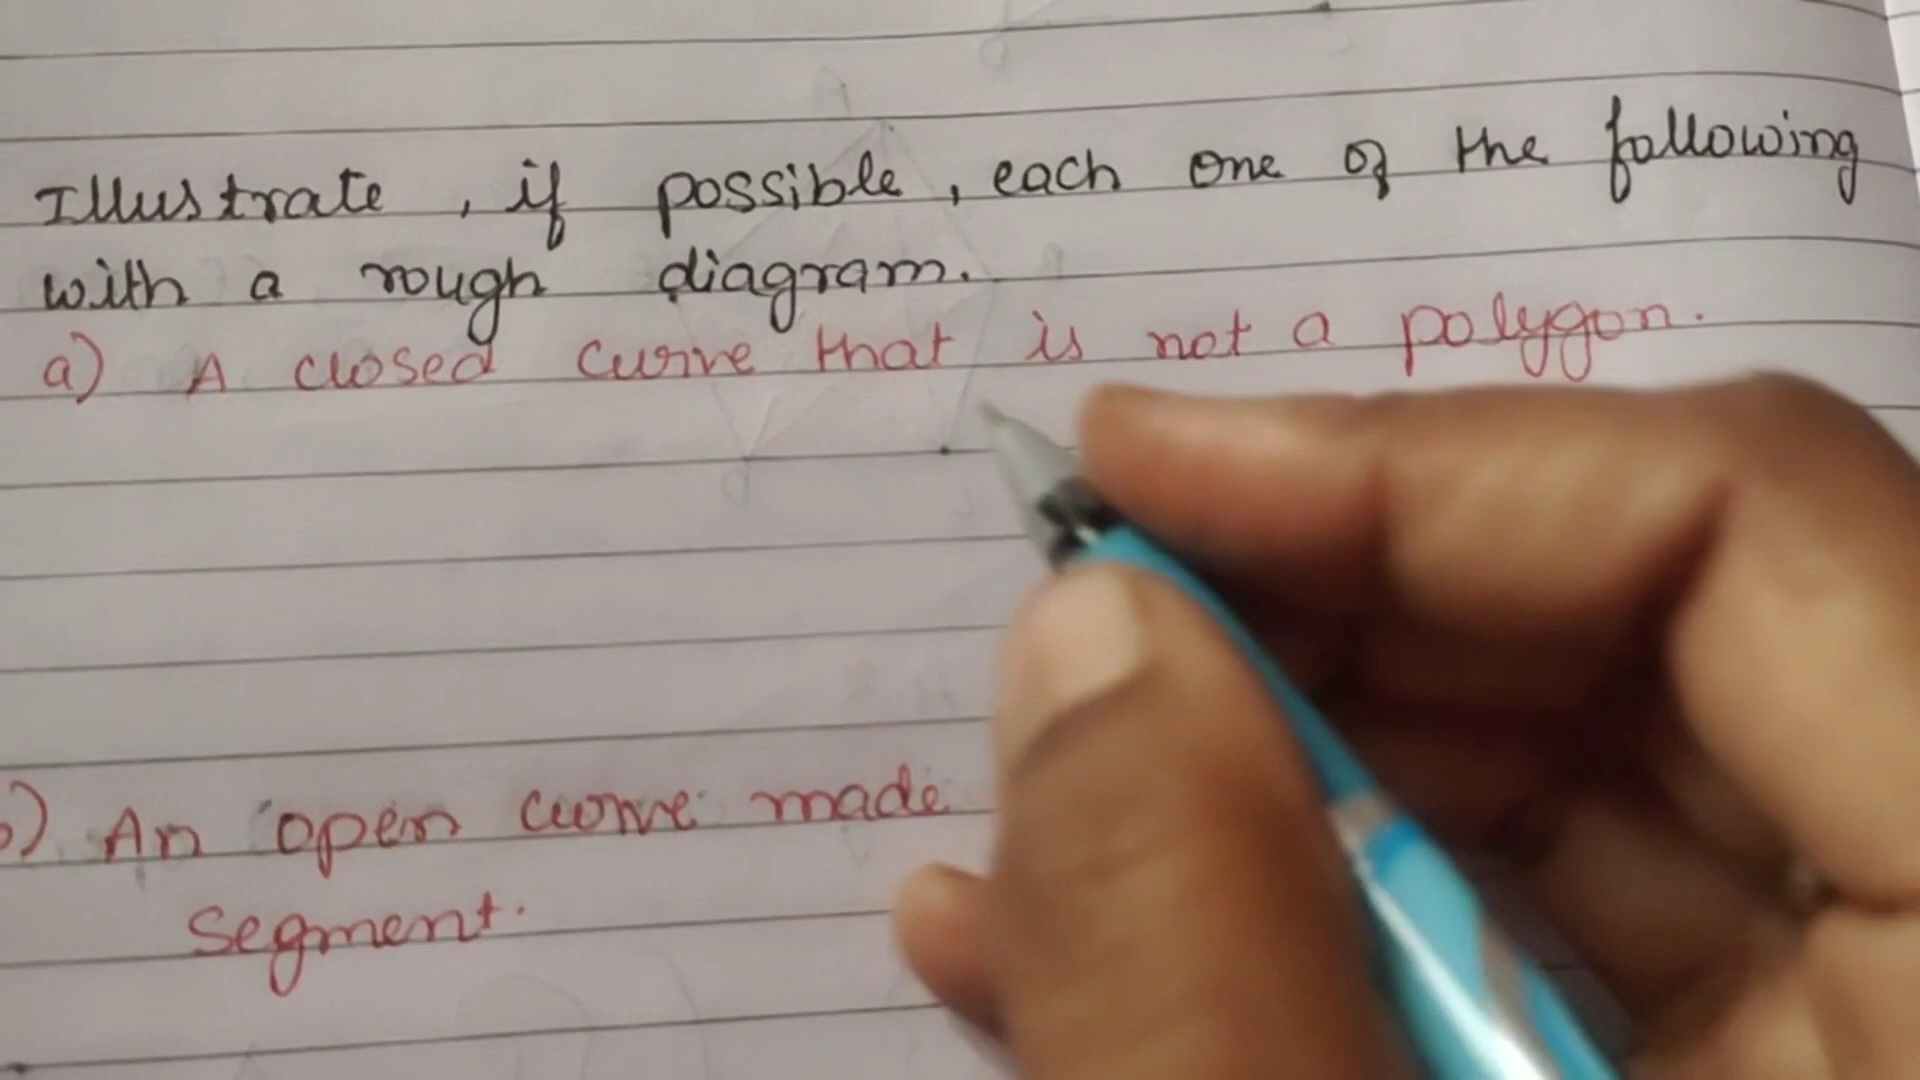 Illustrate, if possible, each one of the following
with a rough diagram.
a) A closed curve that is not a polygon.
) An open curve made
segment.